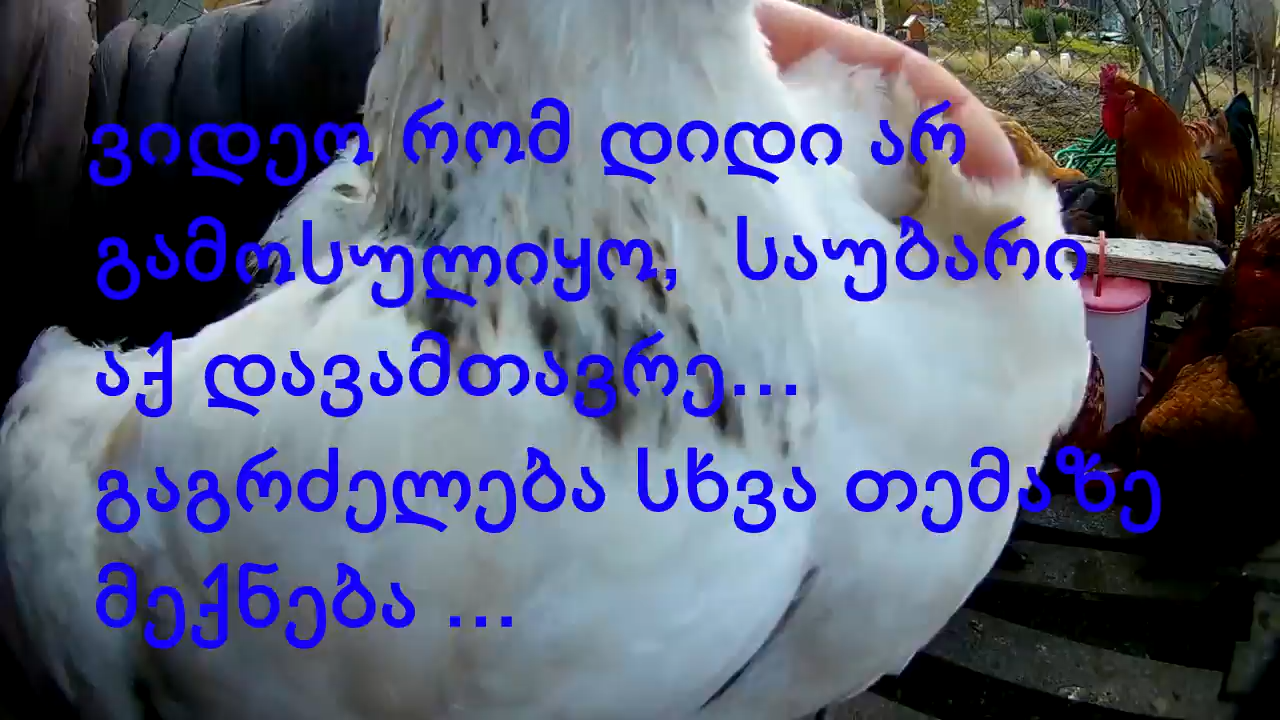 ვიდეო რომ დიდი არ
გამოსულიყო, საუბარი
აქ დავამთავრე...
გაგრძელება სხვა თემაზე
მექნება ...